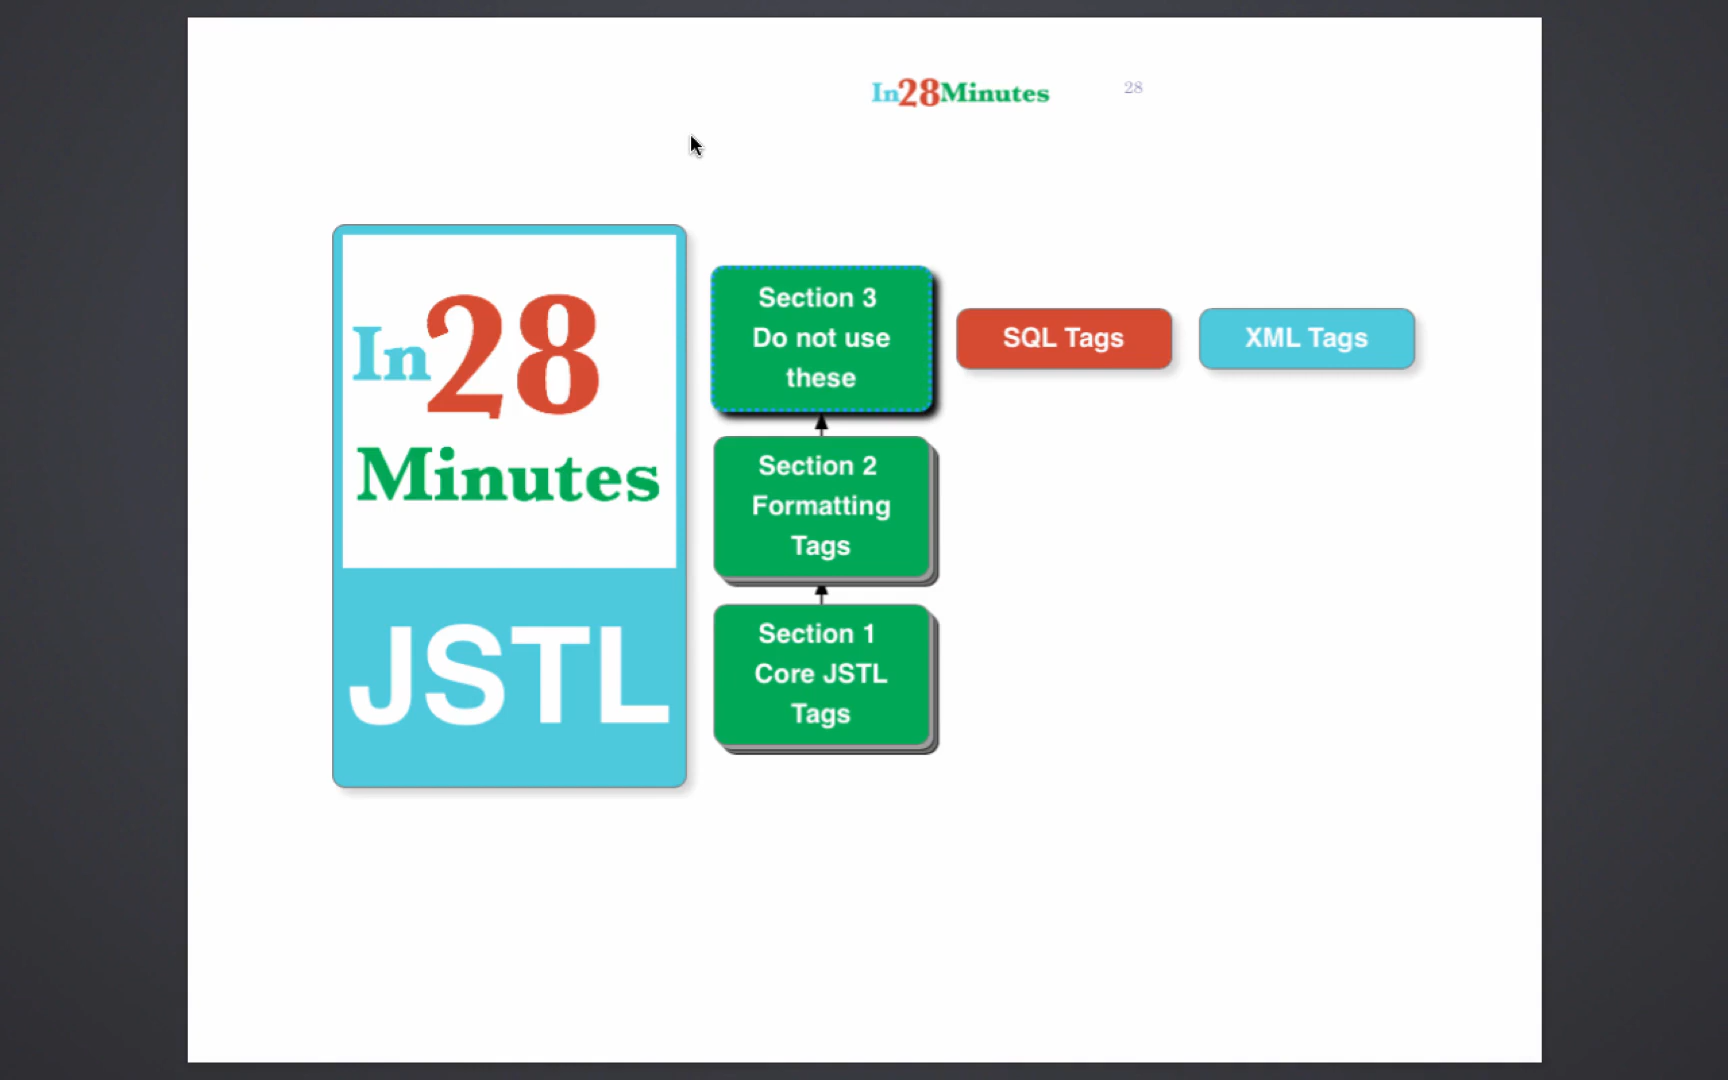 In28Minutes
28
In28
Minutes
JSTL
Section 3
Do not use
these
SQL Tags
XML Tags
Section 2
Formatting
Tags
Section 1
Core JSTL
Tags